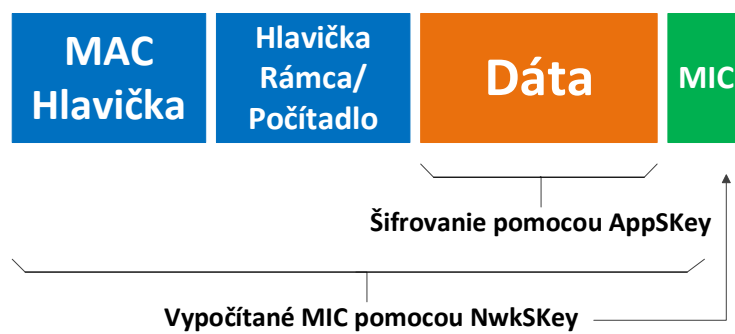 MAC
Hlavička
Hlavička
Rámca/
Počítadlo
Dáta
MIC
Šifrovanie pomocou AppSKey
Vypočítané MIC pomocou NwkSKey